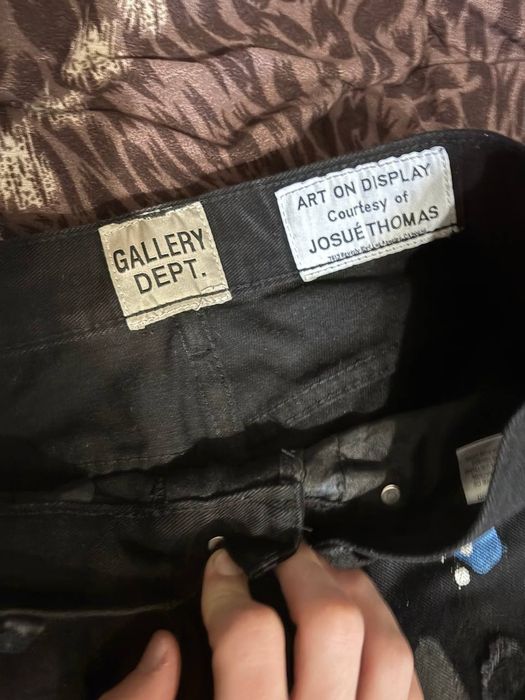 GALLERY
DEPT.
ART ON DISPLAY
Courtesy of
JOSUÉ THOMAS